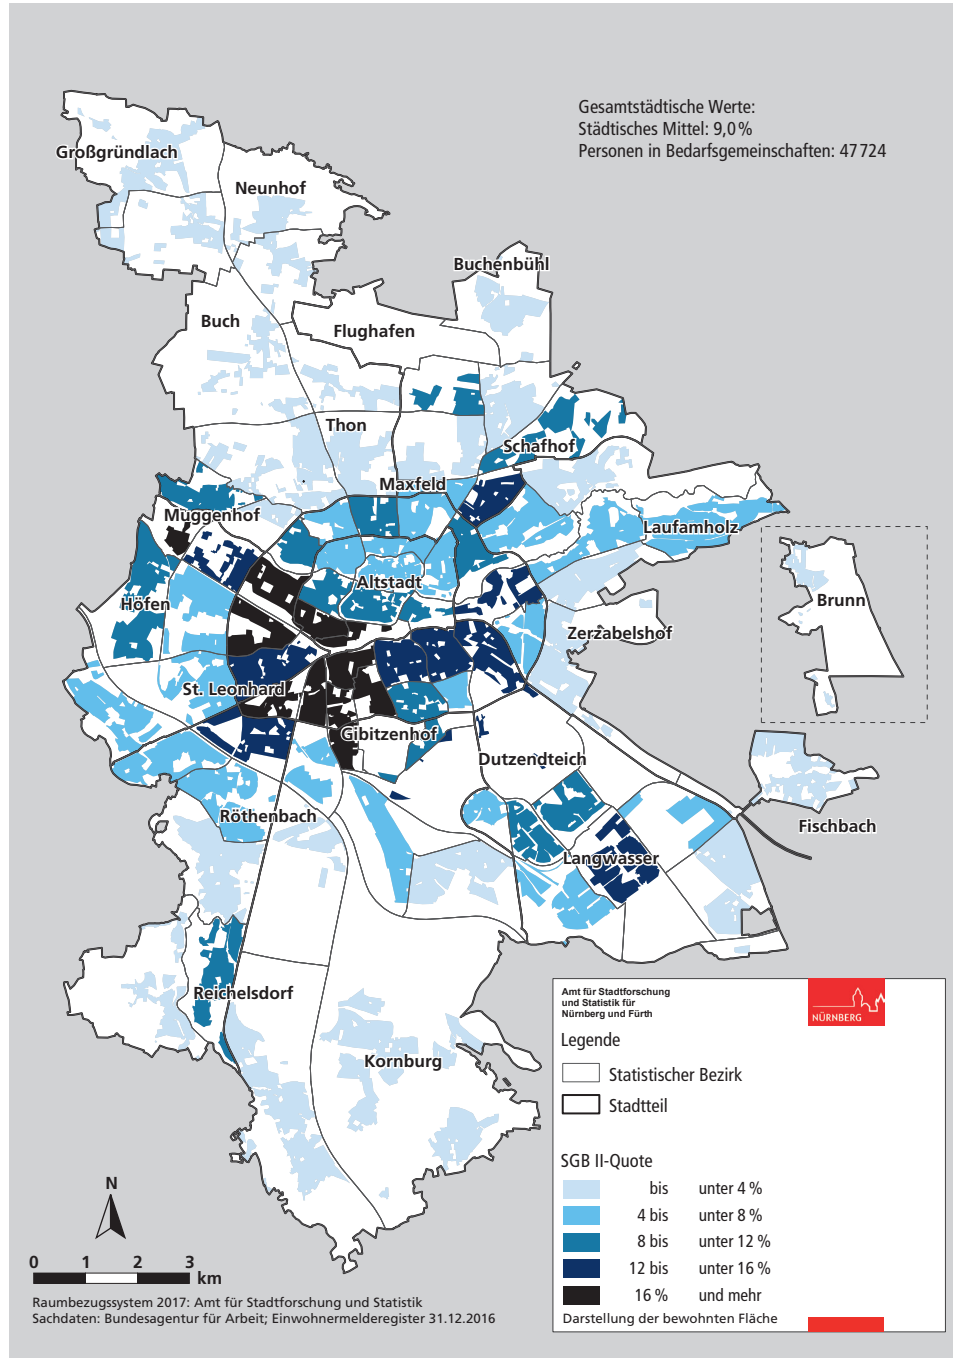 Gesamtstädtische Werte:
Städtisches Mittel: 9,0 %
Personen in Bedarfsgemeinschaften: 47 724
Großgründlach
Neunhof
Buchenbühl
Buch
Flughafen
Thon
Schafhof
Maxfeld
Muggenhof
Laufamholz
Altstadt
Höfen
Brunn
Zerzabelshof
St. Leonhard
Gibitzenhof
Dutzendteich
Röthenbach
Fischbach
Langwasser
Reichelsdorf
Kornburg
Amt für Stadtforschung
und Statistik für
Nürnberg und Fürth
NÜRNBERG
Legende
Statistischer Bezirk
Stadtteil
SGB II-Quote
bis unter 4 %
4 bis unter 8 %
8 bis unter 12 %
12 bis unter 16 %
16 % und mehr
Darstellung der bewohnten Fläche
N
0 1 2 3
km
Raumbezugssystem 2017: Amt für Stadtforschung und Statistik
Sachdaten: Bundesagentur für Arbeit; Einwohnermelderegister 31.12.2016